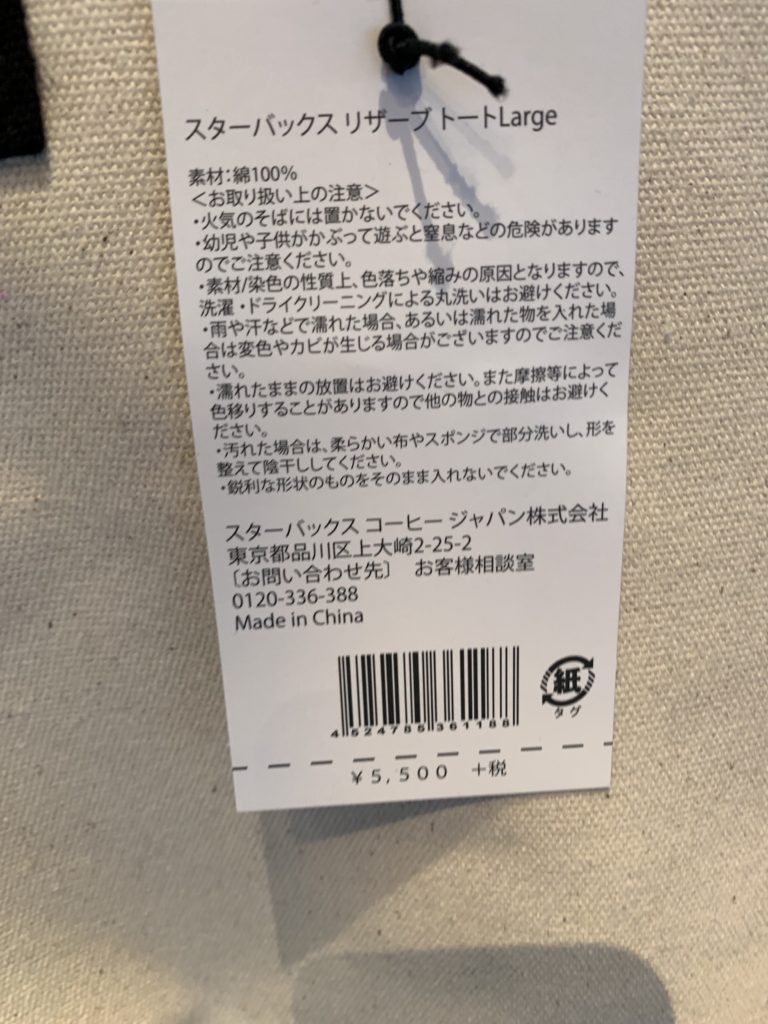 スターバックス リザーブ トートLarge
素材：綿100%
＜お取り扱い上の注意＞
・火気のそばには置かないでください。
・幼児や子供がかぶって遊ぶと窒息などの危険があります
のでご注意ください。
・素材/染色の性質上、色落ちや縮みの原因となりますので、
洗濯・ドライクリーニングによる丸洗いはお避けください。
・雨や汗などで濡れた場合、あるいは濡れた物を入れた場
合は変色やカビが生じる場合がございますのでご注意くだ
さい。
・濡れたままの放置はお避けください。また摩擦等によって
色移りすることがありますので他の物との接触はお避けく
ださい。
・汚れた場合は、柔らかい布やスポンジで部分洗いし、形を
整えて陰干ししてください。
・鋭利な形状のものをそのまま入れないでください。
スターバックス コーヒー ジャパン株式会社
東京都品川区上大崎2-25-2
〔お問い合わせ先〕 お客様相談室
0120-336-388
Made in China
4524785361188
紙
タグ
¥5,500 +税